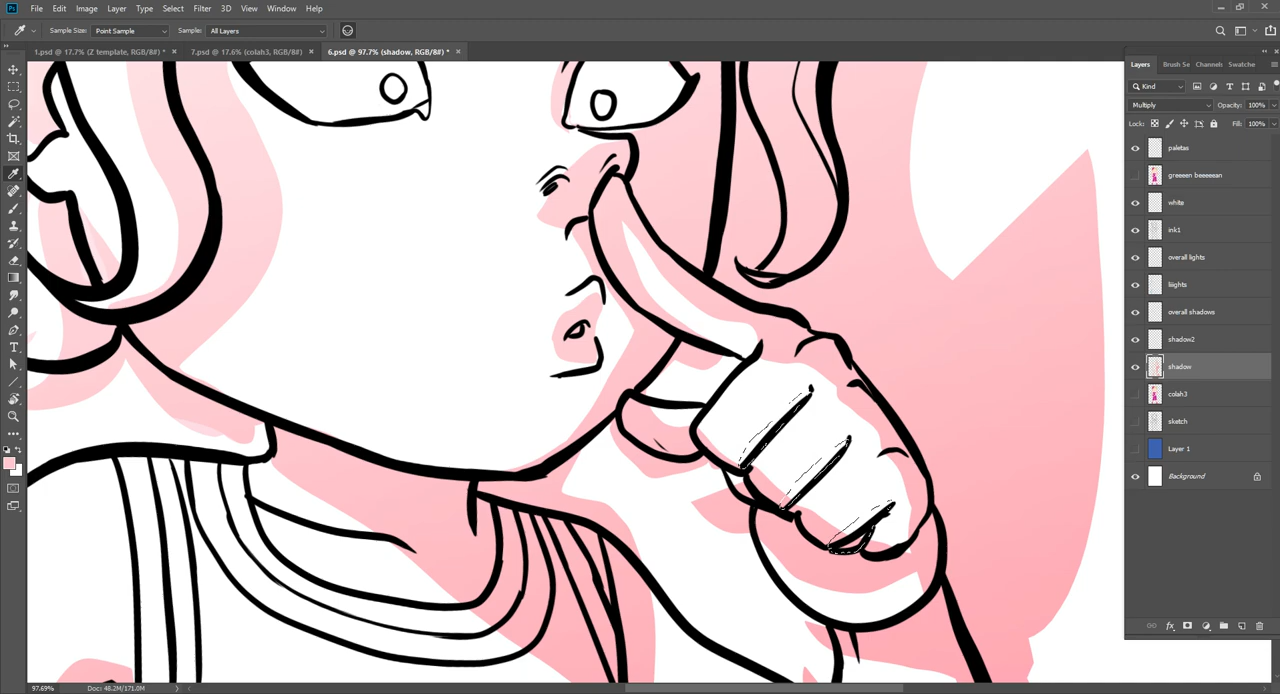 Ps File Edit Image Layer Type Select Filter 3D View Window Help
Sample Size: Point Sample Sample: All Layers
1.psd @ 17.7% (Z template, RGB/8#) * × 7.psd @ 17.6% (colah3, RGB/8#) × 6.psd @ 97.7% (shadow, RGB/8#) * ×
Layers Brush Se Channels Swatche
Kind
Multiply Opacity: 100%
Lock: Fill: 100%
paletas
greeeen beeeeean
white
ink1
overall lights
liiights
overall shadows
shadow2
shadow
colah3
sketch
Layer 1
Background
97.69% Doc: 48.2M/171.0M